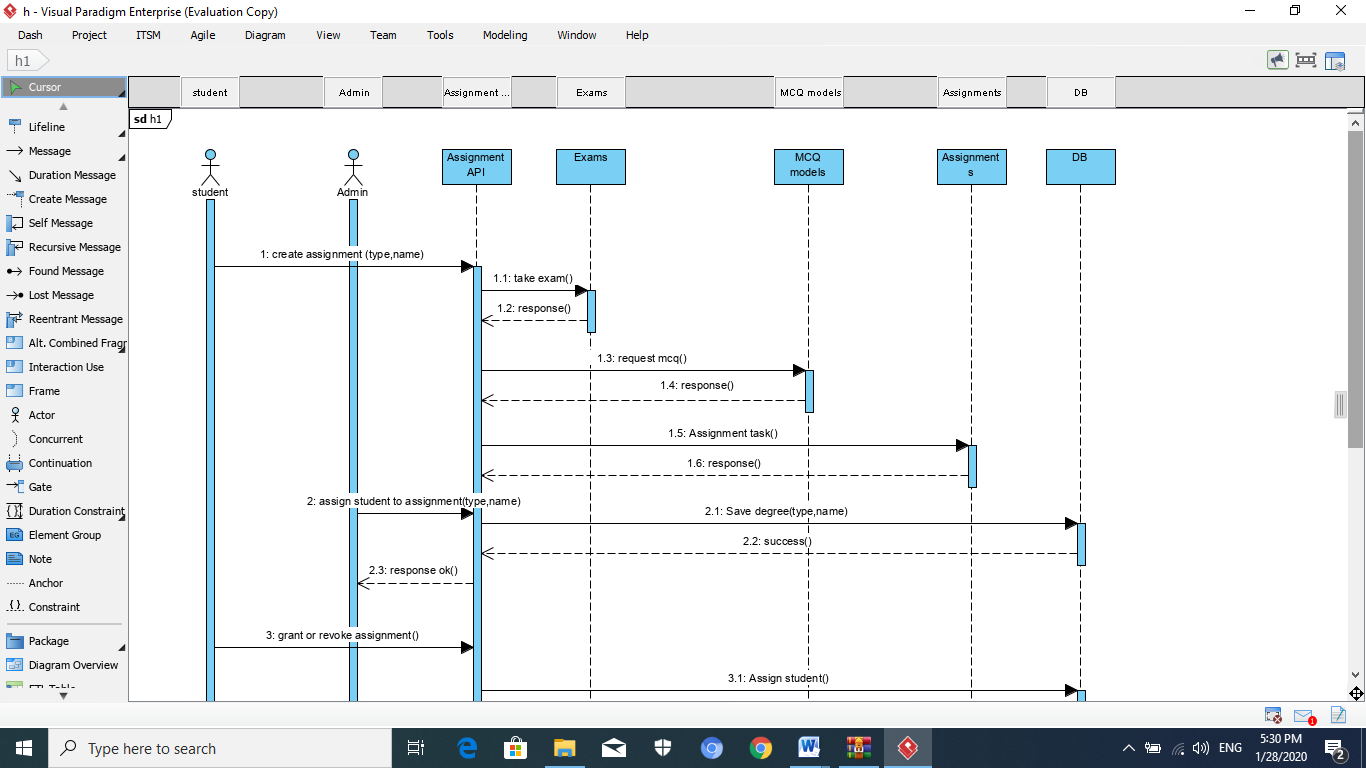 h - Visual Paradigm Enterprise (Evaluation Copy)
Dash Project ITSM Agile Diagram View Team Tools Modeling Window Help
h1
Cursor
student Admin Assignment ... Exams MCQ models Assignments DB
sd h1
Lifeline
Message
Duration Message
Create Message
Self Message
Recursive Message
Found Message
Lost Message
Reentrant Message
Alt. Combined Fragr
Interaction Use
Frame
Actor
Concurrent
Continuation
Gate
Duration Constraint
Element Group
EG
Note
Anchor
Constraint
Package
Diagram Overview
student
Admin
Assignment
API
Exams
MCQ
models
Assignment
s
DB
1: create assignment (type,name)
1.1: take exam()
1.2: response()
1.3: request mcq()
1.4: response()
1.5: Assignment task()
1.6: response()
2: assign student to assignment(type,name)
2.1: Save degree(type,name)
2.2: success()
2.3: response ok()
3: grant or revoke assignment()
3.1: Assign student()
1
Type here to search
ENG
5:30 PM
1/28/2020
2